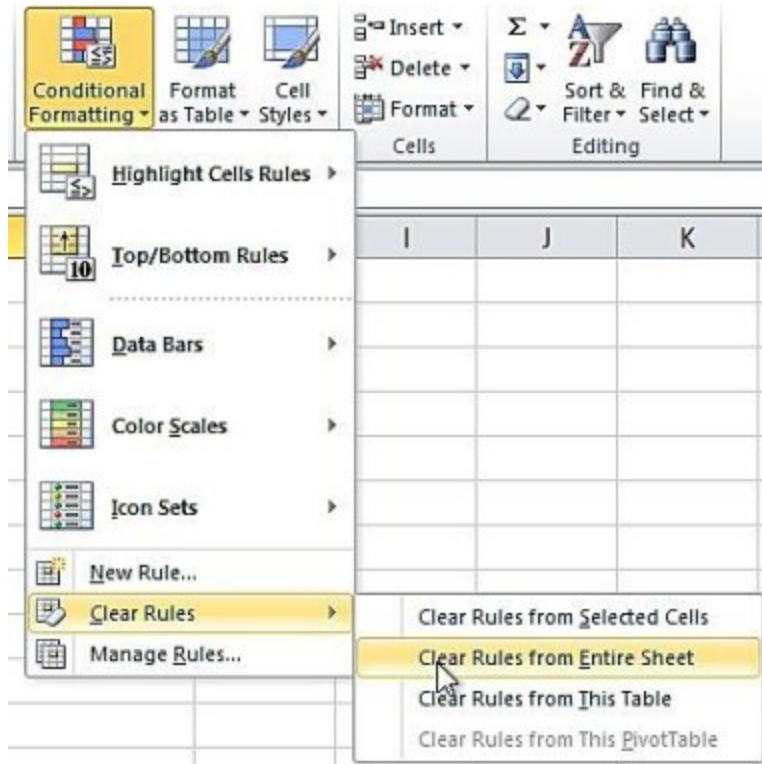 Conditional
Formatting
Format
as Table
Cell
Styles
Insert
Delete
Format
Cells
Σ
A
Z
Sort &
Filter
Find &
Select
Editing
Highlight Cells Rules
10
Top/Bottom Rules
Data Bars
Color Scales
Icon Sets
New Rule...
Clear Rules
Manage Rules...
I J K
Clear Rules from Selected Cells
Clear Rules from Entire Sheet
Clear Rules from This Table
Clear Rules from This PivotTable